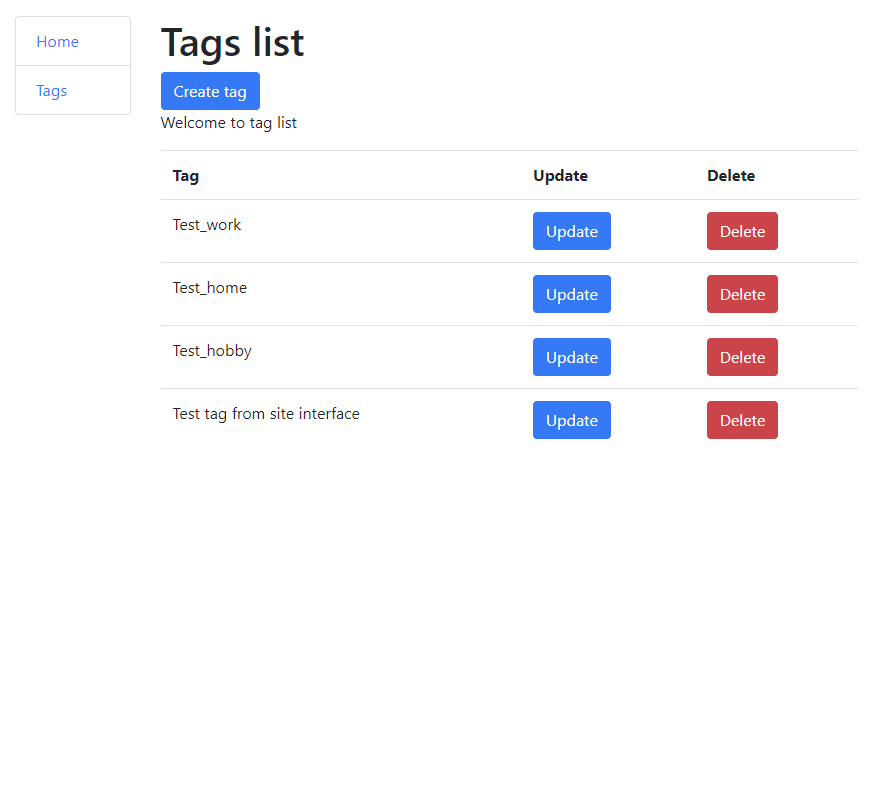 Home
Tags
Tags list
Create tag
Welcome to tag list
Tag Update Delete
Test_work Update Delete
Test_home Update Delete
Test_hobby Update Delete
Test tag from site interface Update Delete